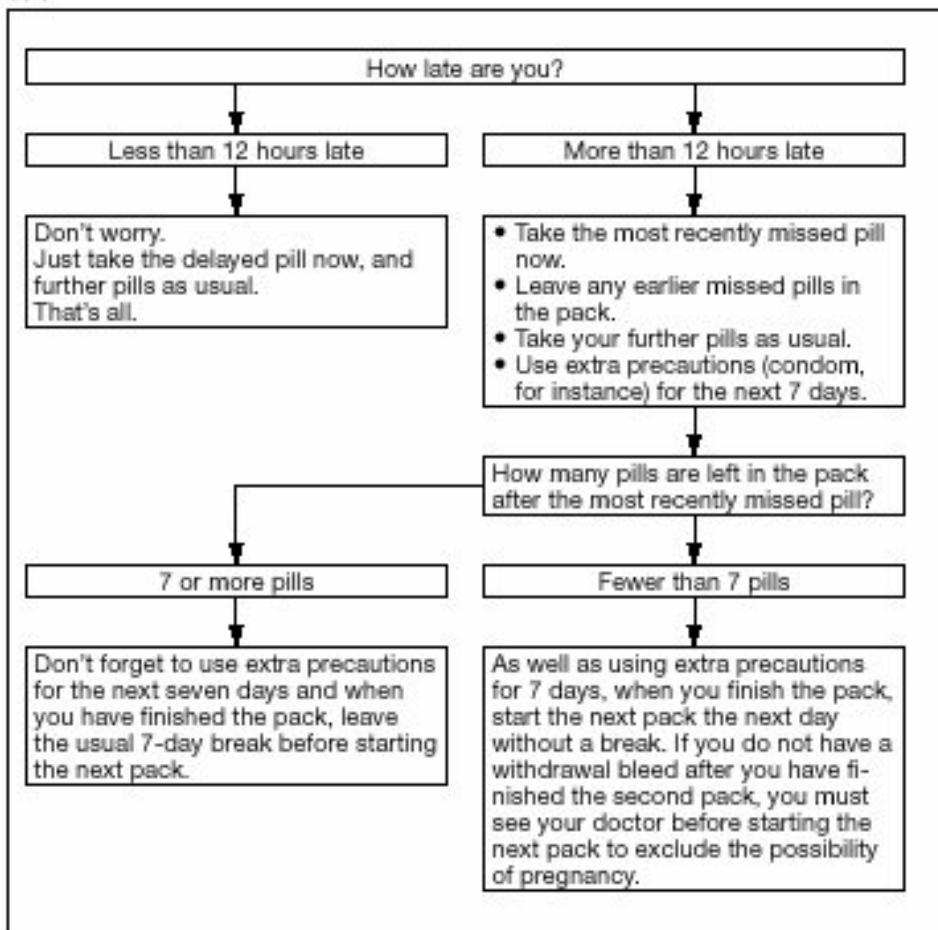 How late are you?
Less than 12 hours late
More than 12 hours late
Don't worry.
Just take the delayed pill now, and
further pills as usual.
That's all.
• Take the most recently missed pill
now.
• Leave any earlier missed pills in
the pack.
• Take your further pills as usual.
• Use extra precautions (condom,
for instance) for the next 7 days.
How many pills are left in the pack
after the most recently missed pill?
7 or more pills
Fewer than 7 pills
Don't forget to use extra precautions
for the next seven days and when
you have finished the pack, leave
the usual 7-day break before starting
the next pack.
As well as using extra precautions
for 7 days, when you finish the pack,
start the next pack the next day
without a break. If you do not have a
withdrawal bleed after you have fi-
nished the second pack, you must
see your doctor before starting the
next pack to exclude the possibility
of pregnancy.